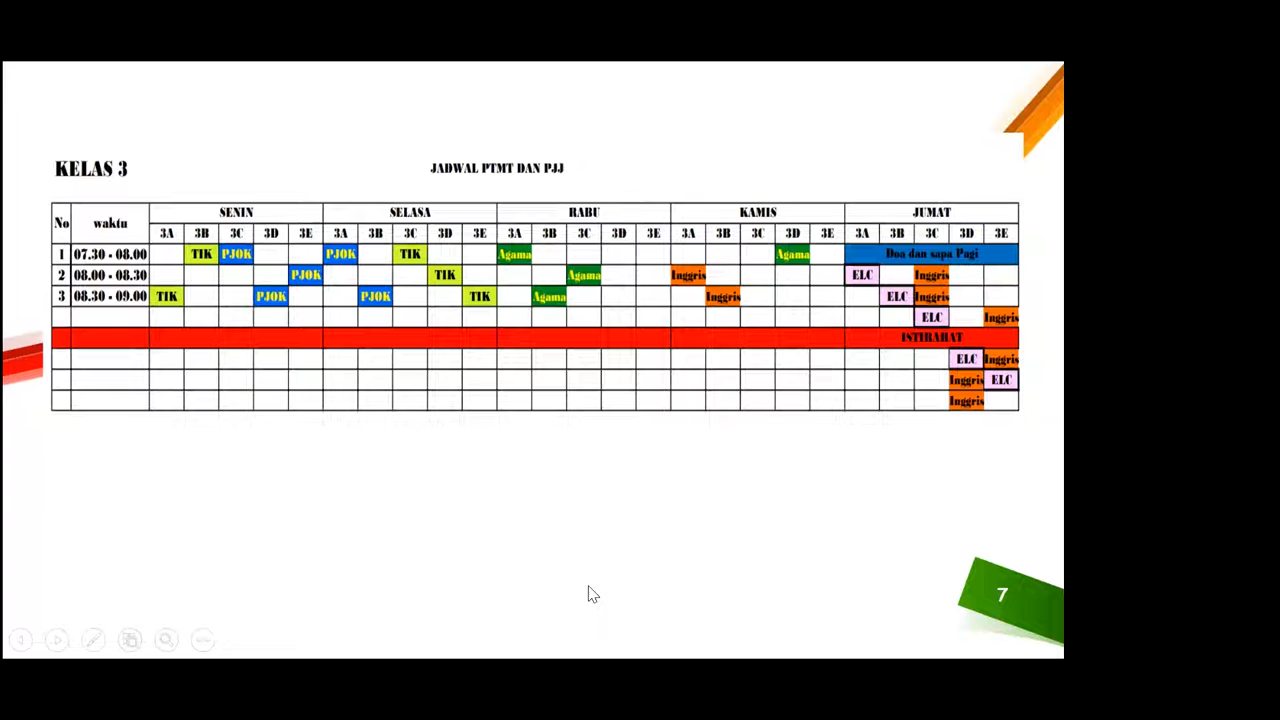 KELAS 3
JADWAL PTMT DAN PJJ
No waktu SENIN SELASA RABU KAMIS JUMAT
3A 3B 3C 3D 3E 3A 3B 3C 3D 3E 3A 3B 3C 3D 3E 3A 3B 3C 3D 3E 3A 3B 3C 3D 3E
1 07.30 - 08.00 TIK PJOK PJOK TIK Agama Agama Doa dan sapa Pagi
2 08.00 - 08.30 PJOK TIK Agama Inggris ELC Inggris
3 08.30 - 09.00 TIK PJOK PJOK TIK Agama Inggris ELC Inggris
ELC Inggris
ISTIRAHAT
ELC Inggris
Inggris ELC
Inggris
7